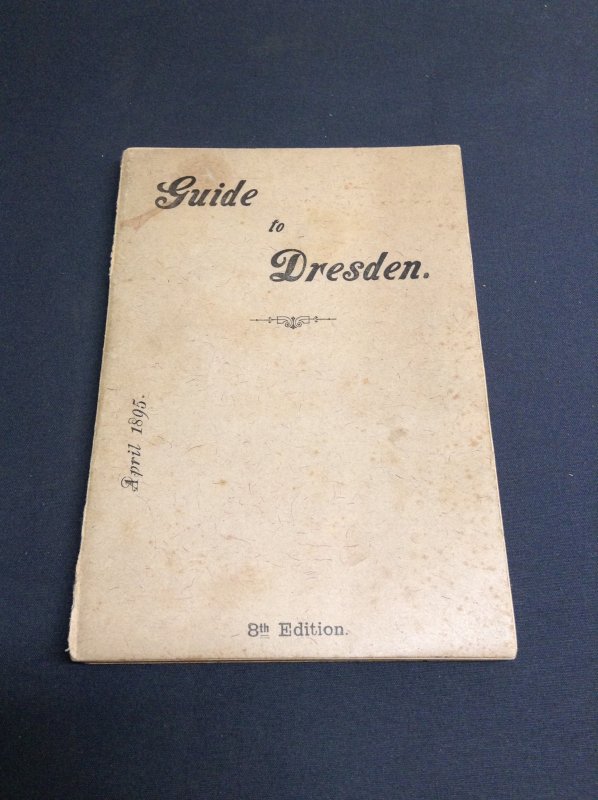 Guide
to
Dresden.
April 1895.
8th Edition.